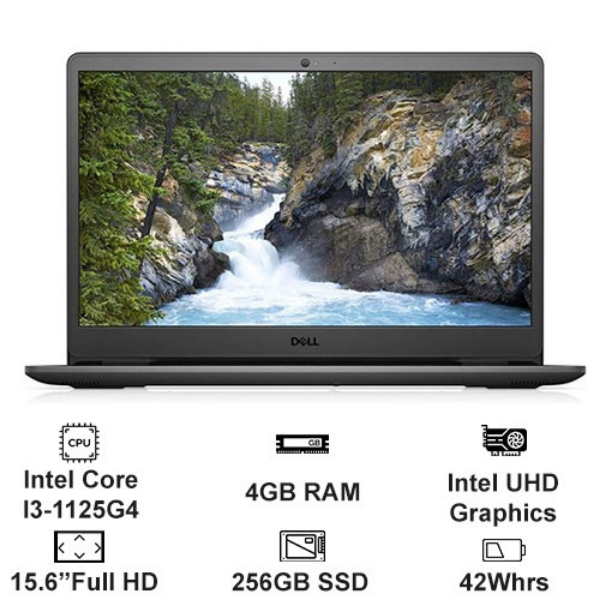 DELL
CPU
GB
Intel Core
I3-1125G4
4GB RAM
Intel UHD
Graphics
15.6”Full HD
256GB SSD
42Whrs